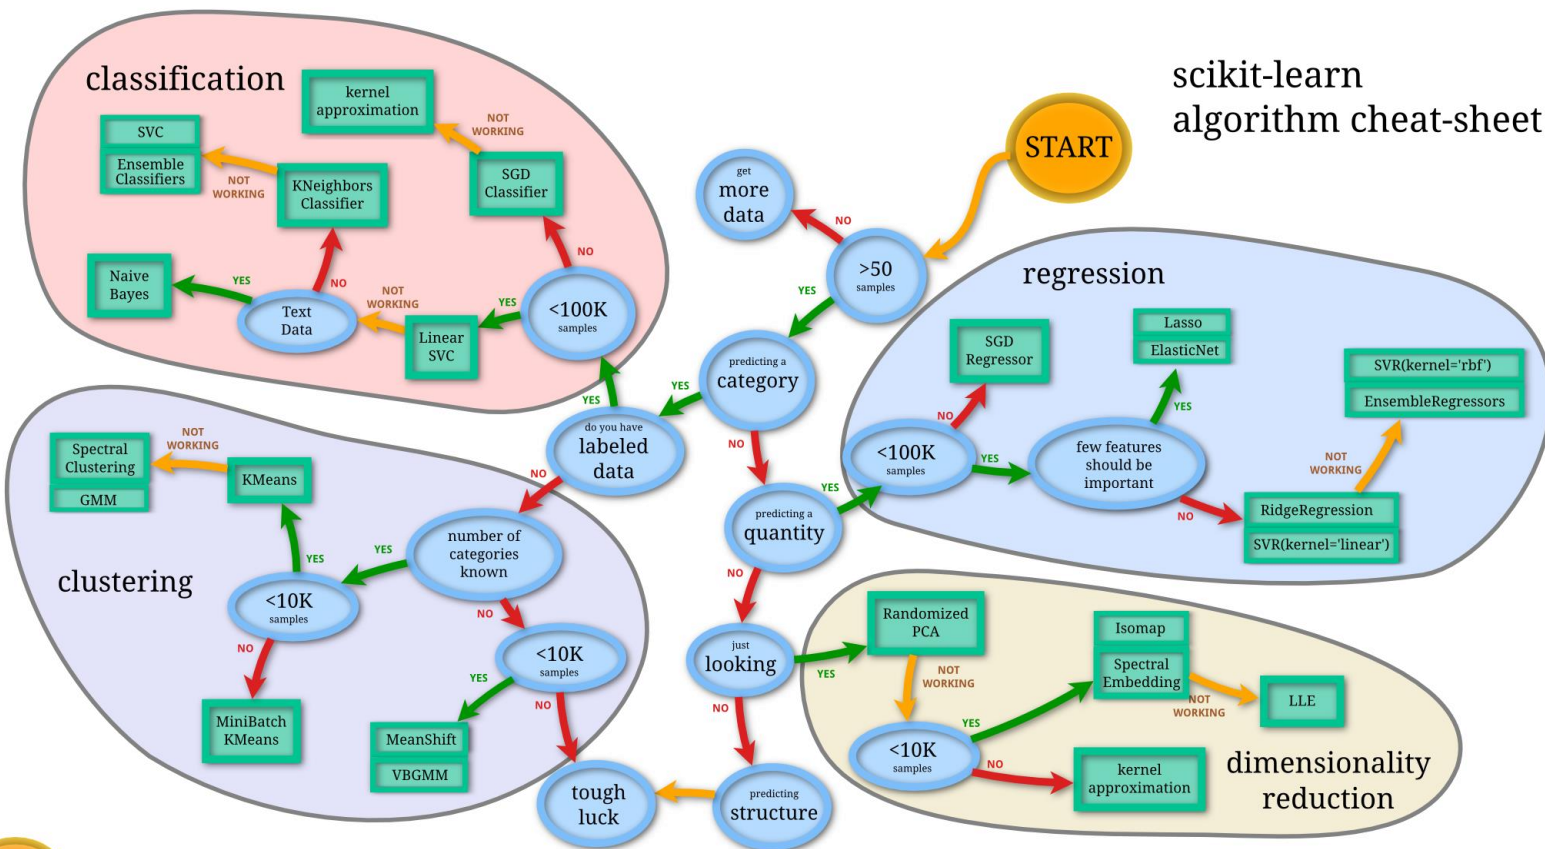 scikit-learn
algorithm cheat-sheet
START
classification
kernel
approximation
NOT
WORKING
SVC
Ensemble
Classifiers
NOT
WORKING
KNeighbors
Classifier
SGD
Classifier
NO
Naive
Bayes
YES
NO
Text
Data
NOT
WORKING
Linear
SVC
YES
<100K
samples
YES
get
more
data
NO
>50
samples
YES
predicting a
category
YES
NO
do you have
labeled
data
NO
predicting a
quantity
YES
NO
just
looking
YES
NO
predicting
structure
tough
luck
regression
SGD
Regressor
Lasso
ElasticNet
SVR(kernel='rbf')
EnsembleRegressors
NO
YES
<100K
samples
YES
few features
should be
important
NOT
WORKING
NO
RidgeRegression
SVR(kernel='linear')
clustering
Spectral
Clustering
GMM
NOT
WORKING
KMeans
YES
YES
number of
categories
known
<10K
samples
NO
NO
<10K
samples
MiniBatch
KMeans
YES
NO
MeanShift
VBGMM
dimensionality
reduction
Randomized
PCA
NOT
WORKING
Isomap
Spectral
Embedding
NOT
WORKING
LLE
YES
<10K
samples
NO
kernel
approximation